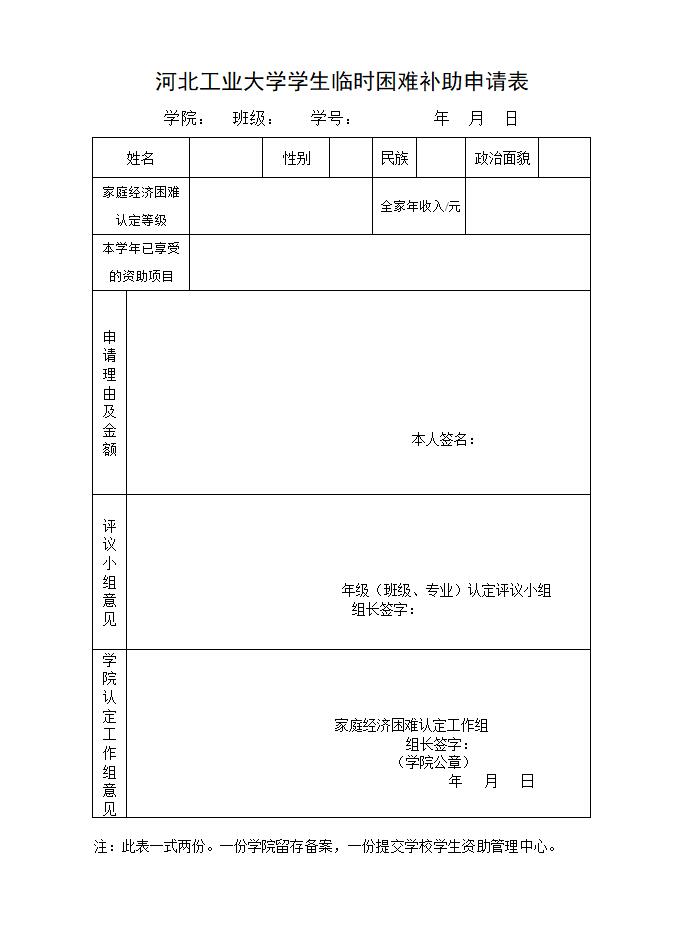 河北工业大学学生临时困难补助申请表
学院： 班级： 学号： 年 月 日
姓名 性别 民族 政治面貌
家庭经济困难
认定等级
全家年收入/元
本学年已享受
的资助项目
申请理由及金额
本人签名：
评议小组意见
年级（班级、专业）认定评议小组
组长签字：
学院认定工作组意见
家庭经济困难认定工作组
组长签字：
（学院公章）
年 月 日
注：此表一式两份。一份学院留存备案，一份提交学校学生资助管理中心。